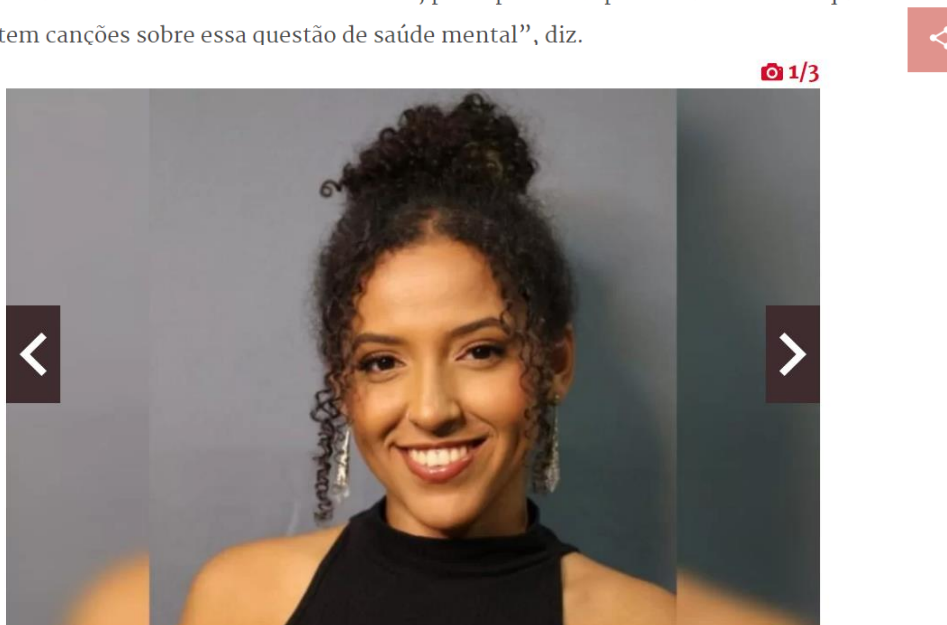 tem canções sobre essa questão de saúde mental”, diz.
1/3